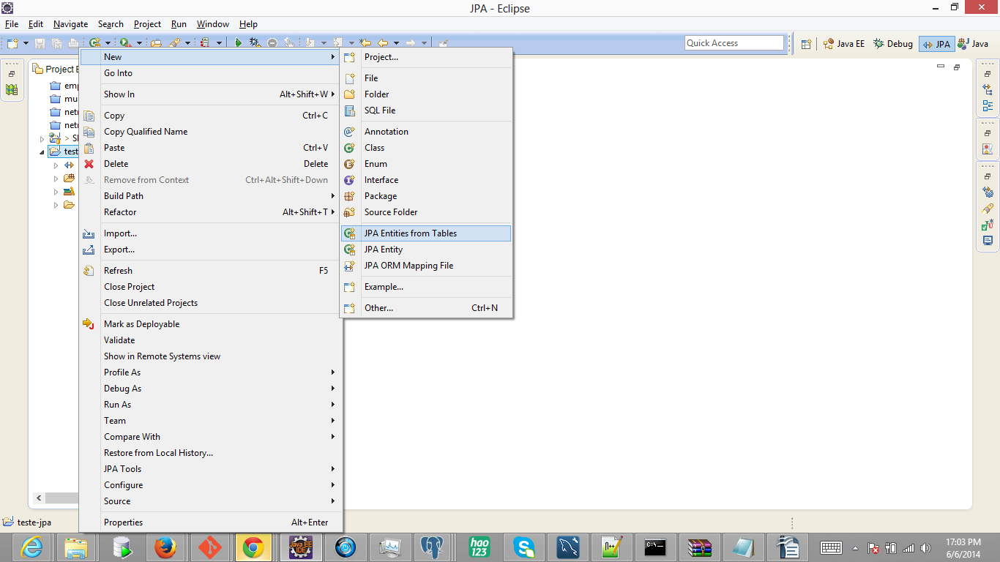 JPA - Eclipse
File Edit Navigate Search Project Run Window Help
Quick Access
Java EE
Debug
JPA
Java
Project E
emp
mu
netr
netr
> S
teste
New
Go Into
Show In Alt+Shift+W
Copy Ctrl+C
Copy Qualified Name
Paste Ctrl+V
Delete Delete
Remove from Context Ctrl+Alt+Shift+Down
Build Path
Refactor Alt+Shift+T
Import...
Export...
Refresh F5
Close Project
Close Unrelated Projects
Mark as Deployable
Validate
Show in Remote Systems view
Profile As
Debug As
Run As
Team
Compare With
Restore from Local History...
JPA Tools
Configure
Source
Properties Alt+Enter
Project...
File
Folder
SQL File
Annotation
Class
Enum
Interface
Package
Source Folder
JPA Entities from Tables
JPA Entity
JPA ORM Mapping File
Example...
Other... Ctrl+N
teste-jpa
Java EE
IDE
hao
123
17:03 PM
6/6/2014